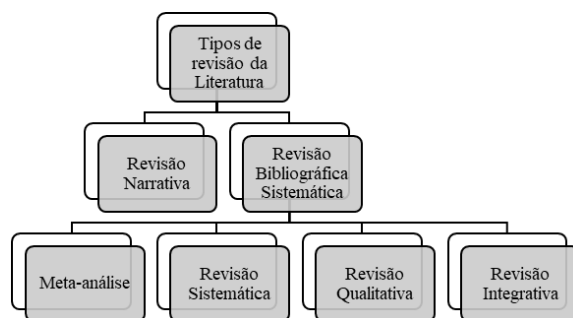 Tipos de
revisão da
Literatura
Revisão
Narrativa
Revisão
Bibliográfica
Sistemática
Meta-análise
Revisão
Sistemática
Revisão
Qualitativa
Revisão
Integrativa